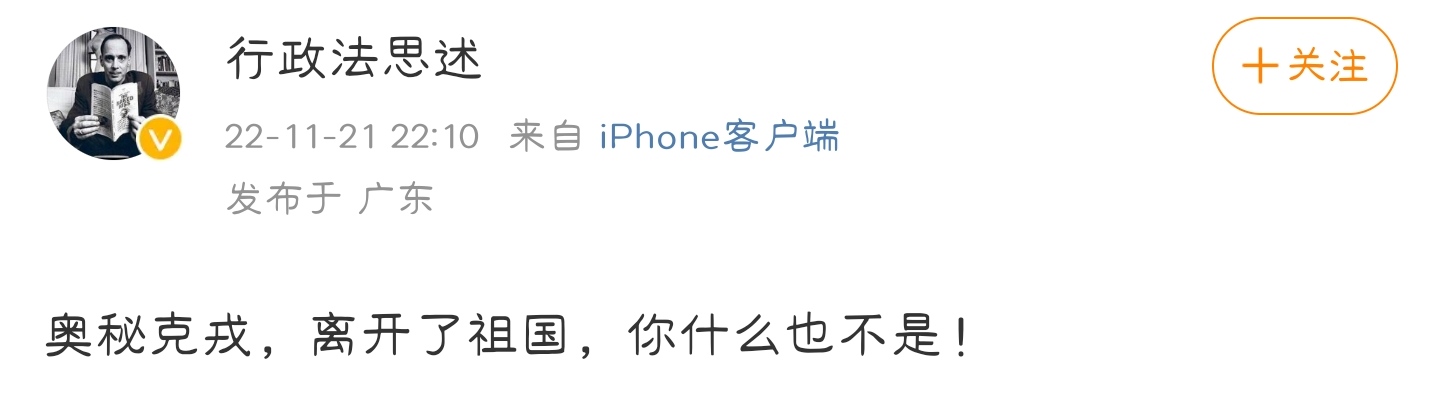 行政法思述
＋关注
22-11-21 22:10 来自 iPhone客户端
发布于 广东
奥秘克戎，离开了祖国，你什么也不是！